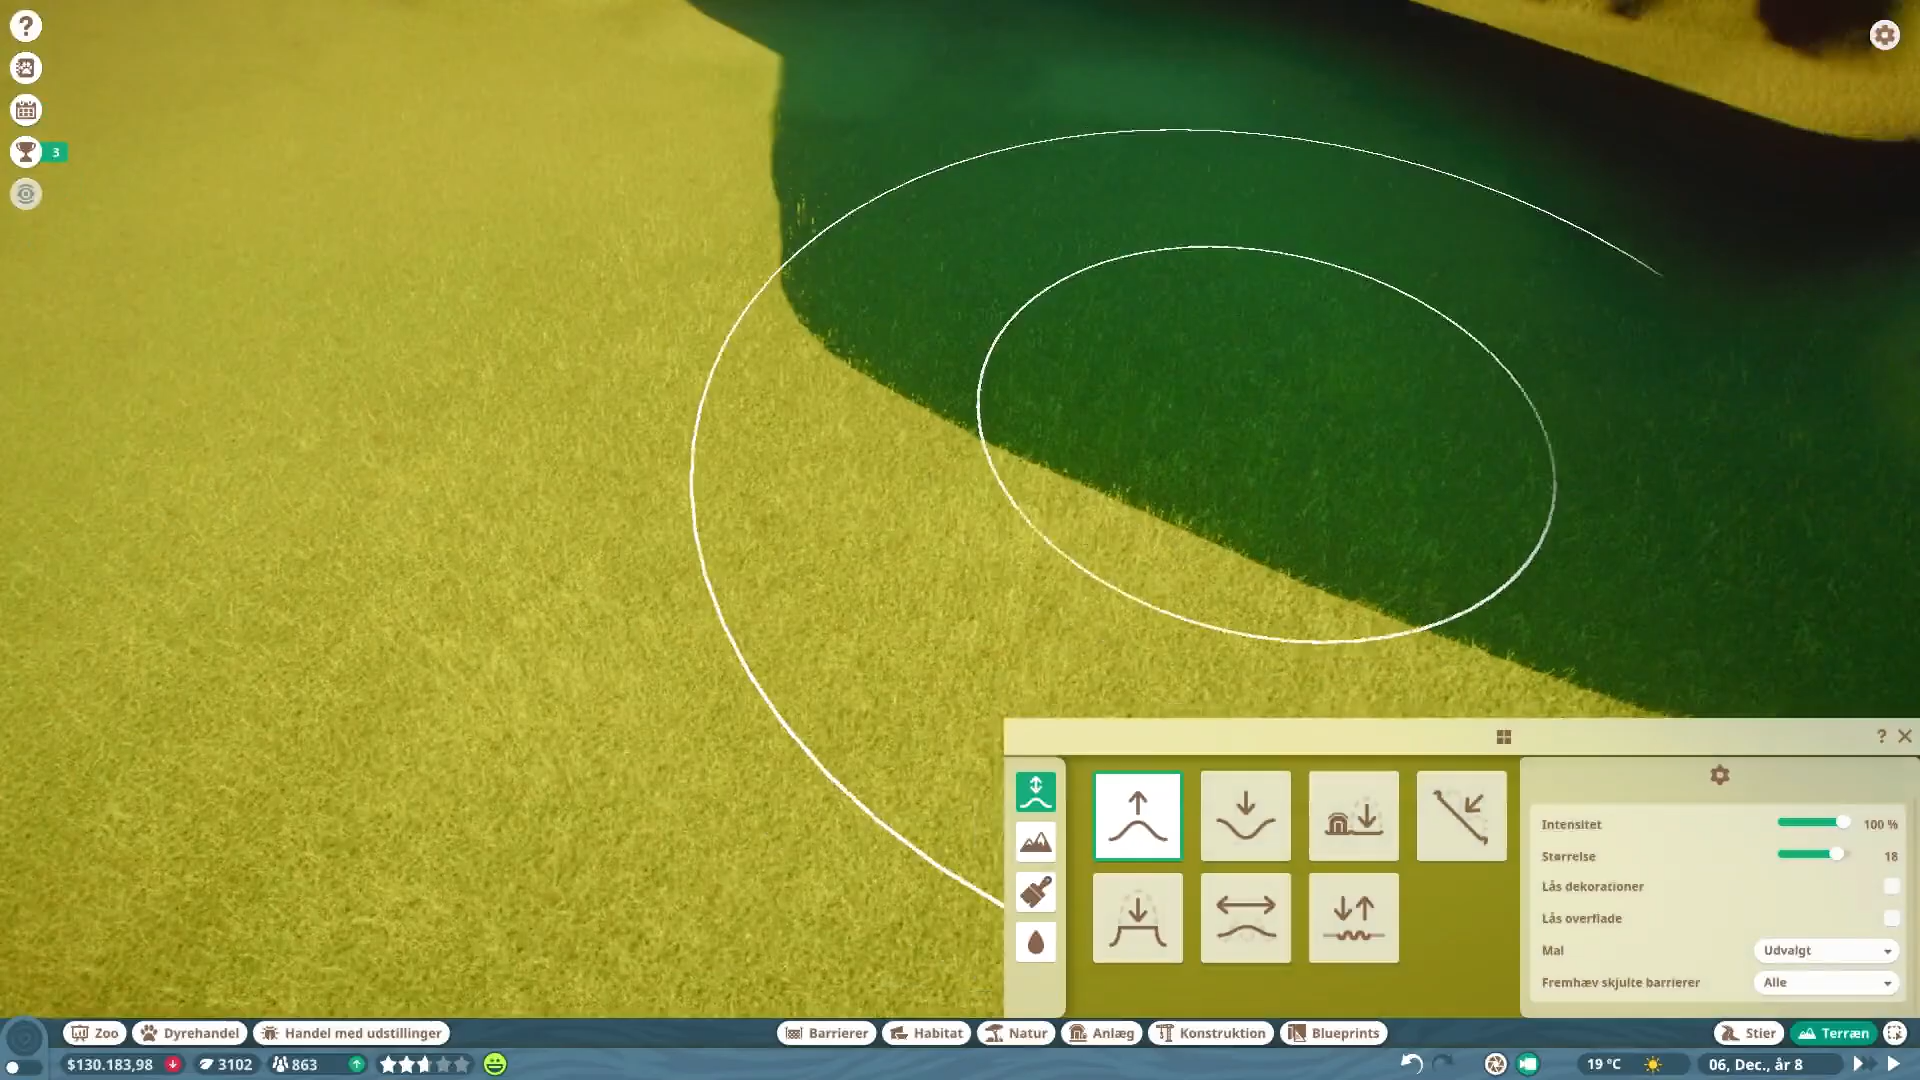 ?
3
?
Intensitet 100 %
Størrelse 18
Lås dekorationer
Lås overflade
Mal Udvalgt
Fremhæv skjulte barrierer Alle
Zoo Dyrehandel Handel med udstillinger Barrierer Habitat Natur Anlæg Konstruktion Blueprints Stier Terræn
$130.183,98 3102 863 19 °C 06, Dec., år 8